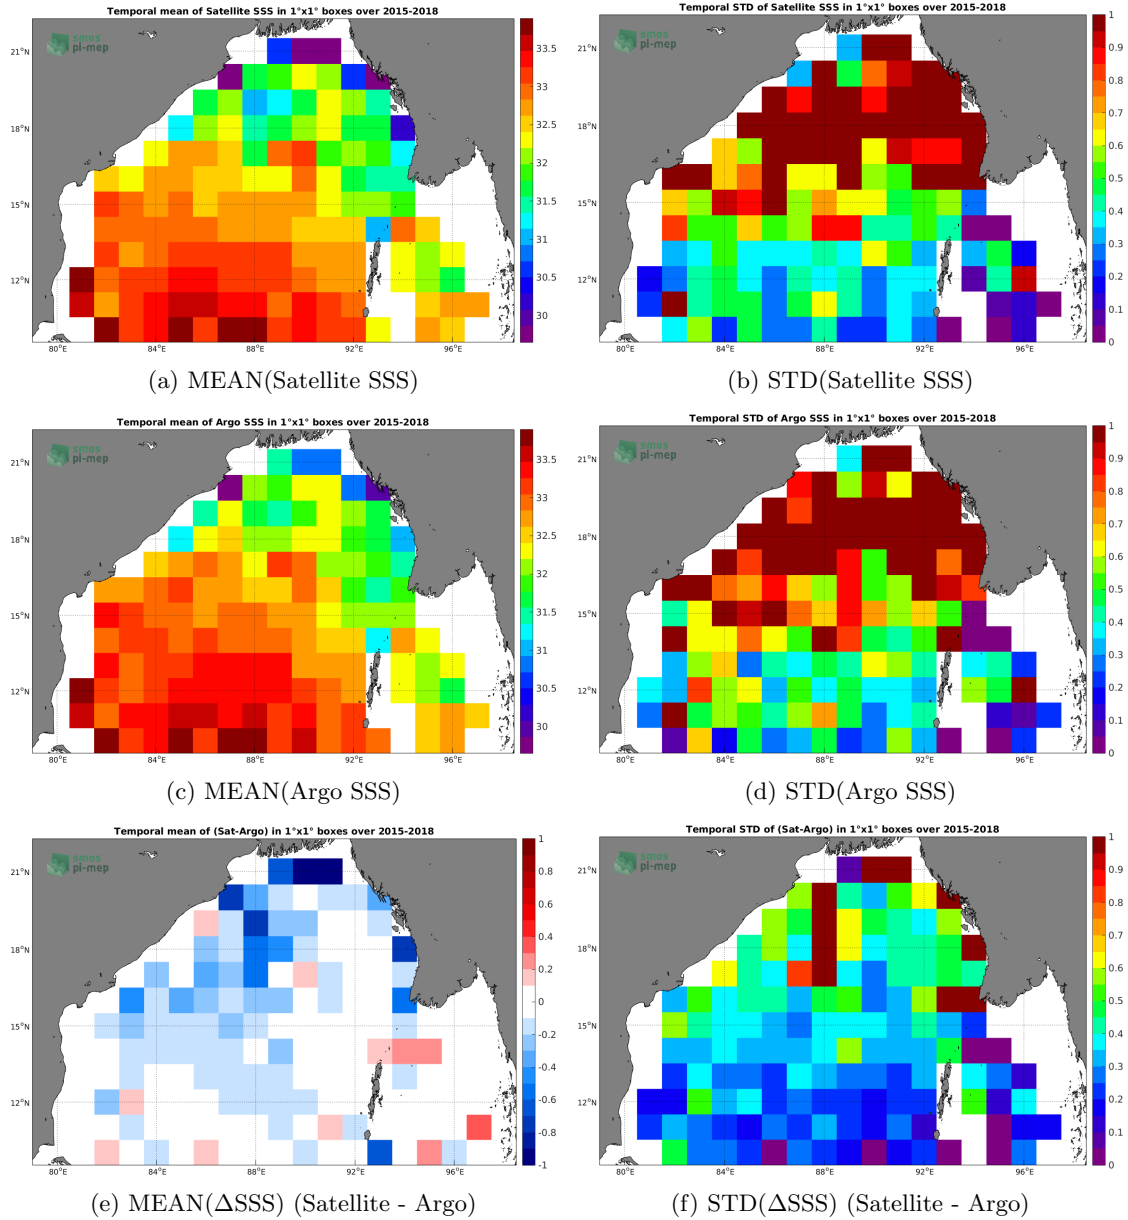 Temporal mean of Satellite SSS in 1°x1° boxes over 2015-2018
smos
pi-mep
21°N
18°N
15°N
12°N
80°E 84°E 88°E 92°E 96°E
33.5
33
32.5
32
31.5
31
30.5
30
(a) MEAN(Satellite SSS)
Temporal STD of Satellite SSS in 1°x1° boxes over 2015-2018
smos
pi-mep
21°N
18°N
15°N
12°N
80°E 84°E 88°E 92°E 96°E
1
0.9
0.8
0.7
0.6
0.5
0.4
0.3
0.2
0.1
0
(b) STD(Satellite SSS)
Temporal mean of Argo SSS in 1°x1° boxes over 2015-2018
smos
pi-mep
21°N
18°N
15°N
12°N
80°E 84°E 88°E 92°E 96°E
33.5
33
32.5
32
31.5
31
30.5
30
(c) MEAN(Argo SSS)
Temporal STD of Argo SSS in 1°x1° boxes over 2015-2018
smos
pi-mep
21°N
18°N
15°N
12°N
80°E 84°E 88°E 92°E 96°E
1
0.9
0.8
0.7
0.6
0.5
0.4
0.3
0.2
0.1
0
(d) STD(Argo SSS)
Temporal mean of (Sat-Argo) in 1°x1° boxes over 2015-2018
smos
pi-mep
21°N
18°N
15°N
12°N
80°E 84°E 88°E 92°E 96°E
1
0.8
0.6
0.4
0.2
0.1
0
-0.1
-0.2
-0.4
-0.6
-0.8
-1
(e) MEAN(ΔSSS) (Satellite - Argo)
Temporal STD of (Sat-Argo) in 1°x1° boxes over 2015-2018
smos
pi-mep
21°N
18°N
15°N
12°N
80°E 84°E 88°E 92°E 96°E
1
0.9
0.8
0.7
0.6
0.5
0.4
0.3
0.2
0.1
0
(f) STD(ΔSSS) (Satellite - Argo)